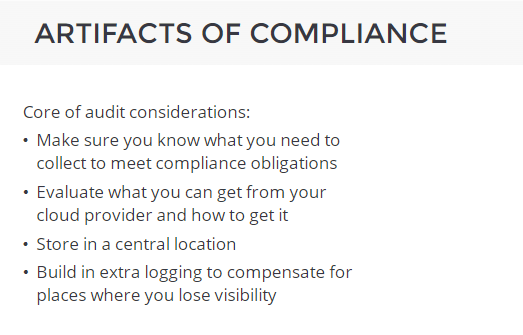 ARTIFACTS OF COMPLIANCE
Core of audit considerations:
• Make sure you know what you need to
collect to meet compliance obligations
• Evaluate what you can get from your
cloud provider and how to get it
• Store in a central location
• Build in extra logging to compensate for
places where you lose visibility